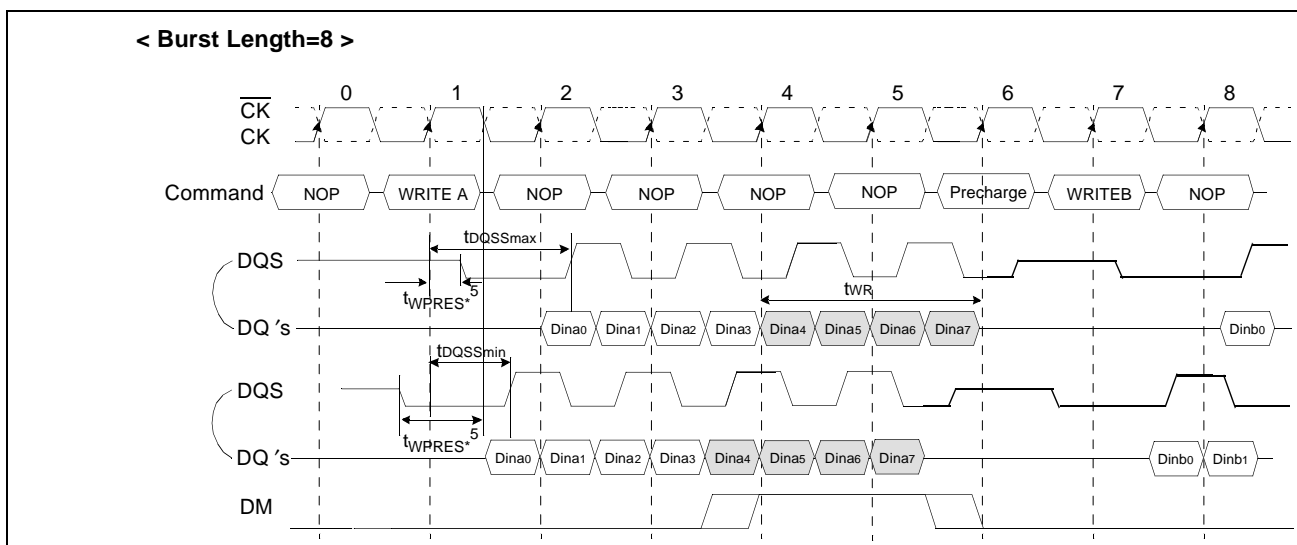 < Burst Length=8 >
0 1 2 3 4 5 6 7 8
CK
CK
Command NOP WRITE A NOP NOP NOP NOP Precharge WRITEB NOP
tDQSSmax
DQS
tWPRES*5
tWR
DQ 's Dina0 Dina1 Dina2 Dina3 Dina4 Dina5 Dina6 Dina7 Dinb0
tDQSSmin
DQS
tWPRES*5
DQ 's Dina0 Dina1 Dina2 Dina3 Dina4 Dina5 Dina6 Dina7 Dinb0 Dinb1
DM